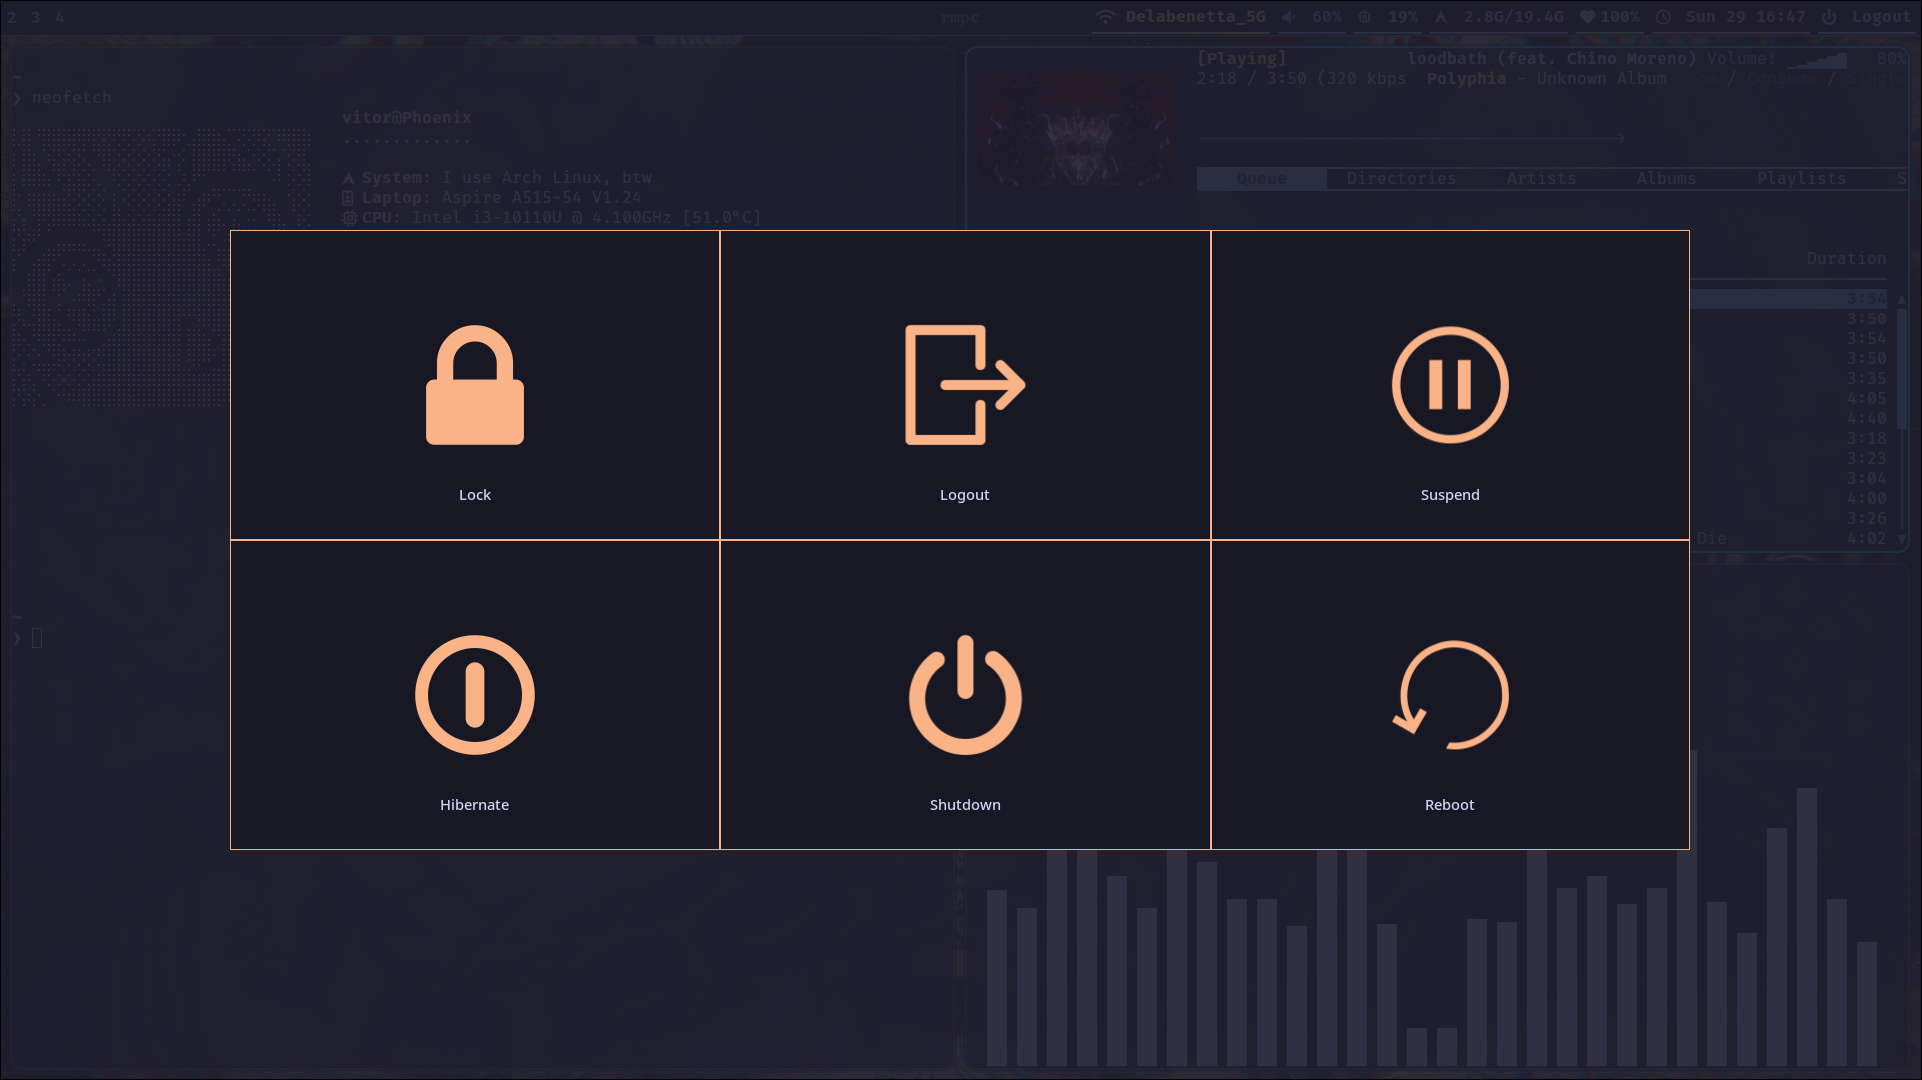 2 3 4
rmpc
Delabenetta_5G 60% 19% 2.8G/19.4G 100% Sun 29 16:47 Logout
~
❯ neofetch
vitor@Phoenix
.............
System: I use Arch Linux, btw
Laptop: Aspire A515-54 V1.24
CPU: Intel i3-10110U @ 4.100GHz [51.0°C]
~
❯
[Playing] loodbath (feat. Chino Moreno) Volume: 80%
2:18 / 3:50 (320 kbps Polyphia - Unknown Album om / Consume / Single
Queue Directories Artists Albums Playlists S
Duration
3:54
3:50
3:54
3:50
3:35
4:05
4:40
3:18
3:23
3:04
4:00
3:26
Die 4:02
Lock
Logout
Suspend
Hibernate
Shutdown
Reboot